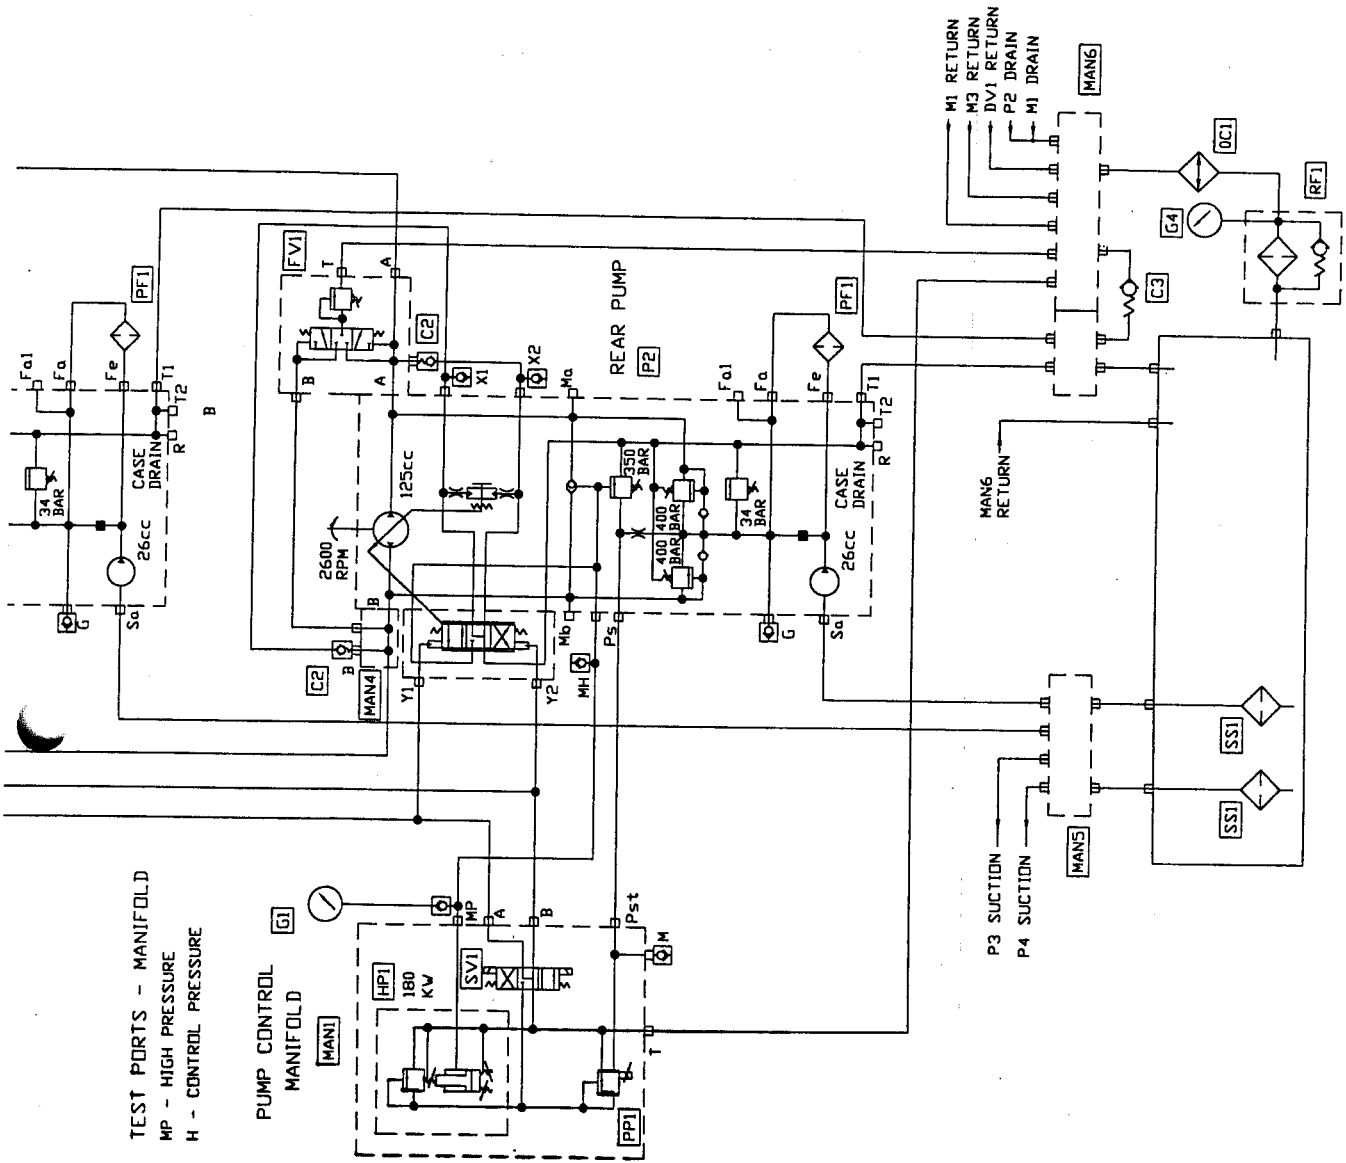 TEST PORTS - MANIFOLD
MP - HIGH PRESSURE
H - CONTROL PRESSURE
PUMP CONTROL
MANIFOLD
MAN1
G1
HP1
180
KW
SV1
MP
A
B
Pst
M
T
PP1
Fa1
Fa
Fe
T1
T2
R
B
PF1
34
BAR
CASE
DRAIN
26cc
G
Sa
FV1
T
A
B
A
C2
X1
X2
Ma
REAR PUMP
P2
125cc
2600
RPM
B
B
C2
MAN4
Y1
Y2
Mb
MH
Ps
350
BAR
400
BAR
400
BAR
34
BAR
CASE
DRAIN
26cc
G
Sa
Fa1
Fa
Fe
T1
T2
R
PF1
M1 RETURN
M3 RETURN
DV1 RETURN
P2 DRAIN
M1 DRAIN
MAN6
OC1
G4
RF1
C3
MAN6
RETURN
P3 SUCTION
P4 SUCTION
MAN5
SS1
SS1